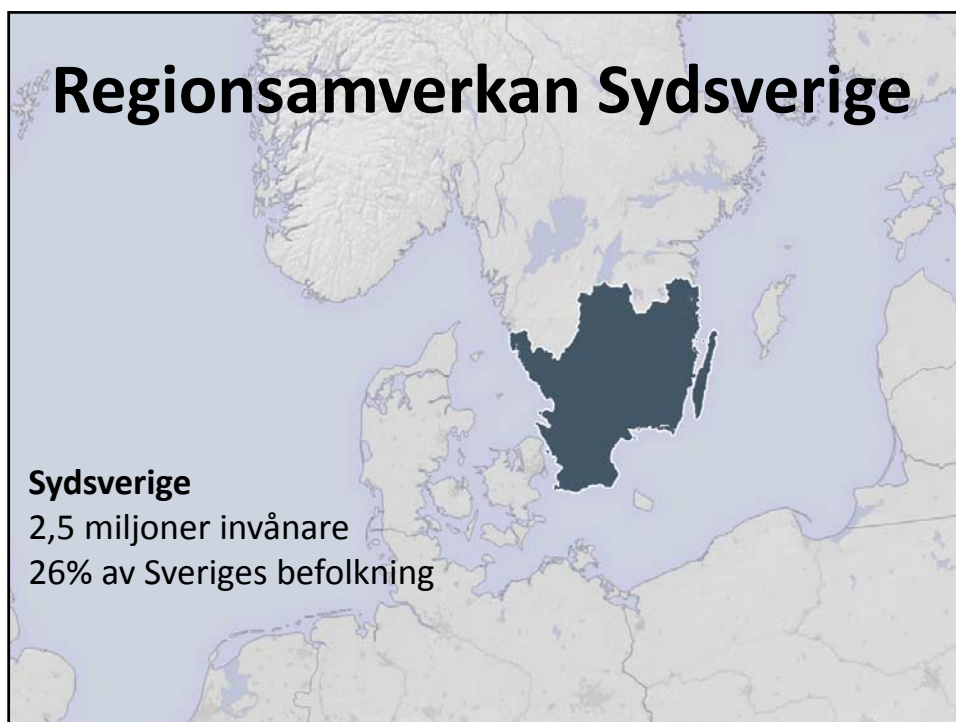 Regionsamverkan Sydsverige
Sydsverige
2,5 miljoner invånare
26% av Sveriges befolkning